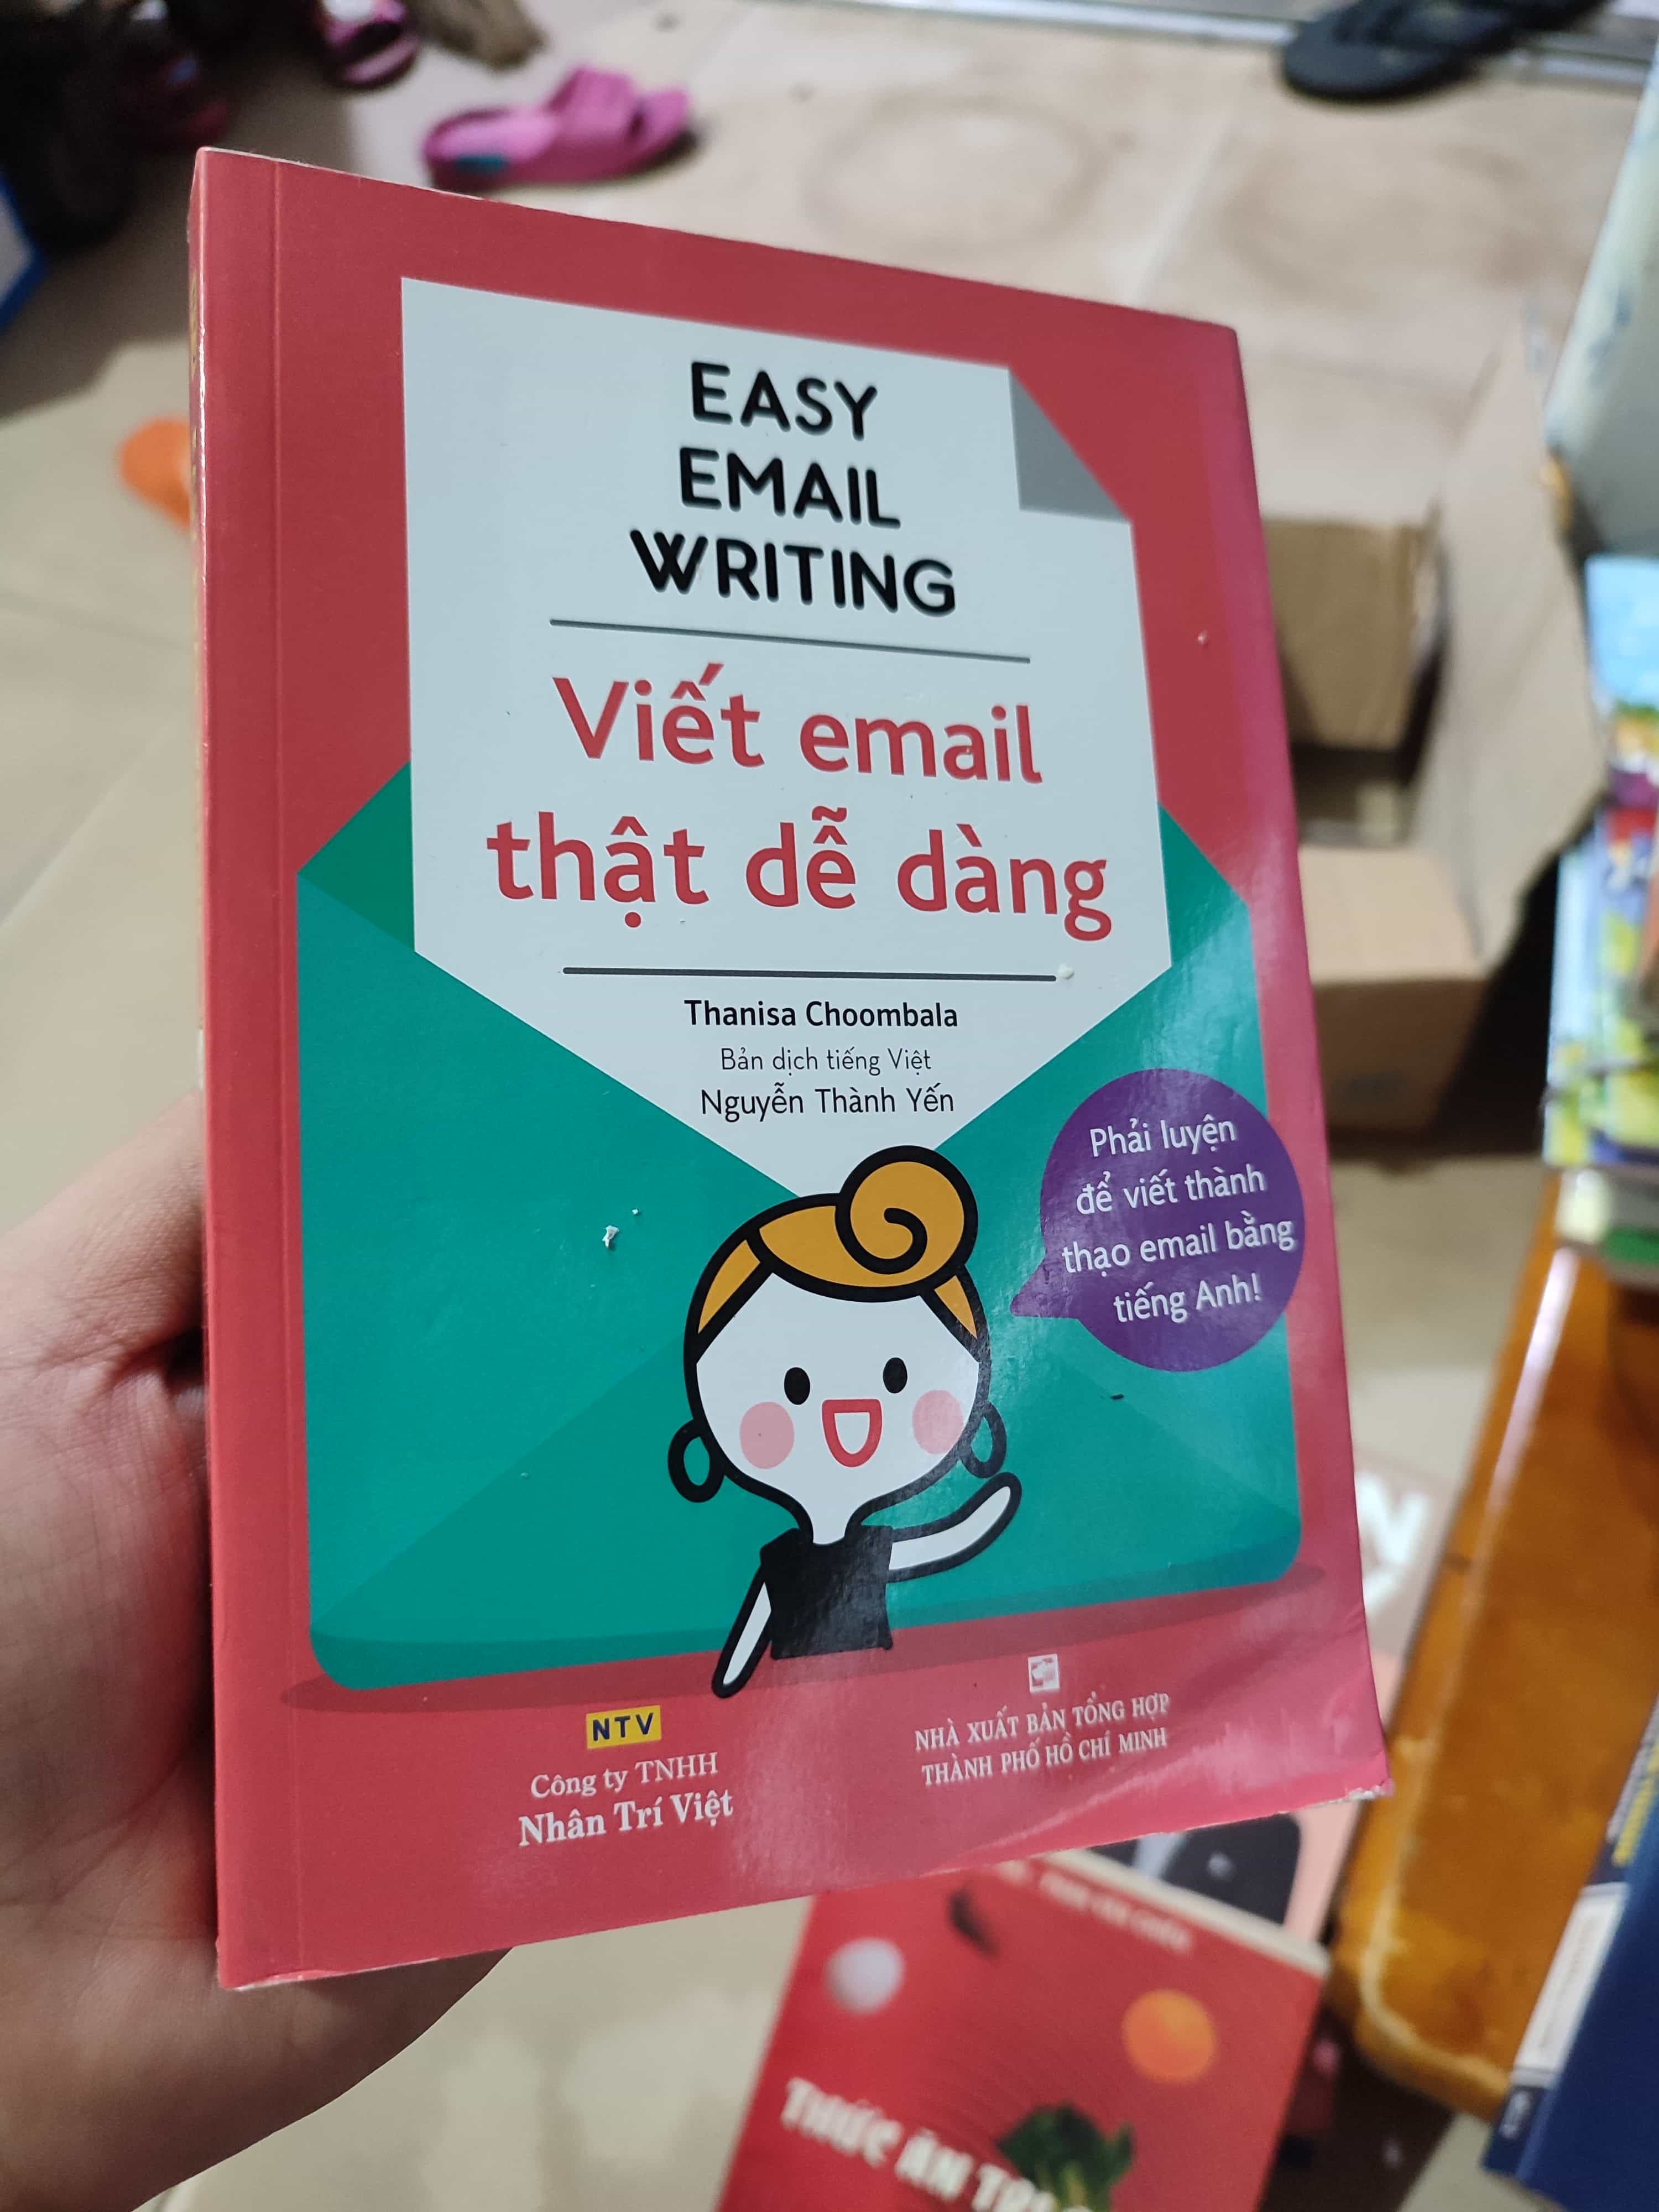 EASY
EMAIL
WRITING
Viết email
thật dễ dàng
Thanisa Choombala
Bản dịch tiếng Việt
Nguyễn Thành Yến
Phải luyện
để viết thành
thạo email bằng
tiếng Anh!
NTV
Công ty TNHH
Nhân Trí Việt
NHÀ XUẤT BẢN TỔNG HỢP
THÀNH PHỐ HỒ CHÍ MINH
THỨC ĂN